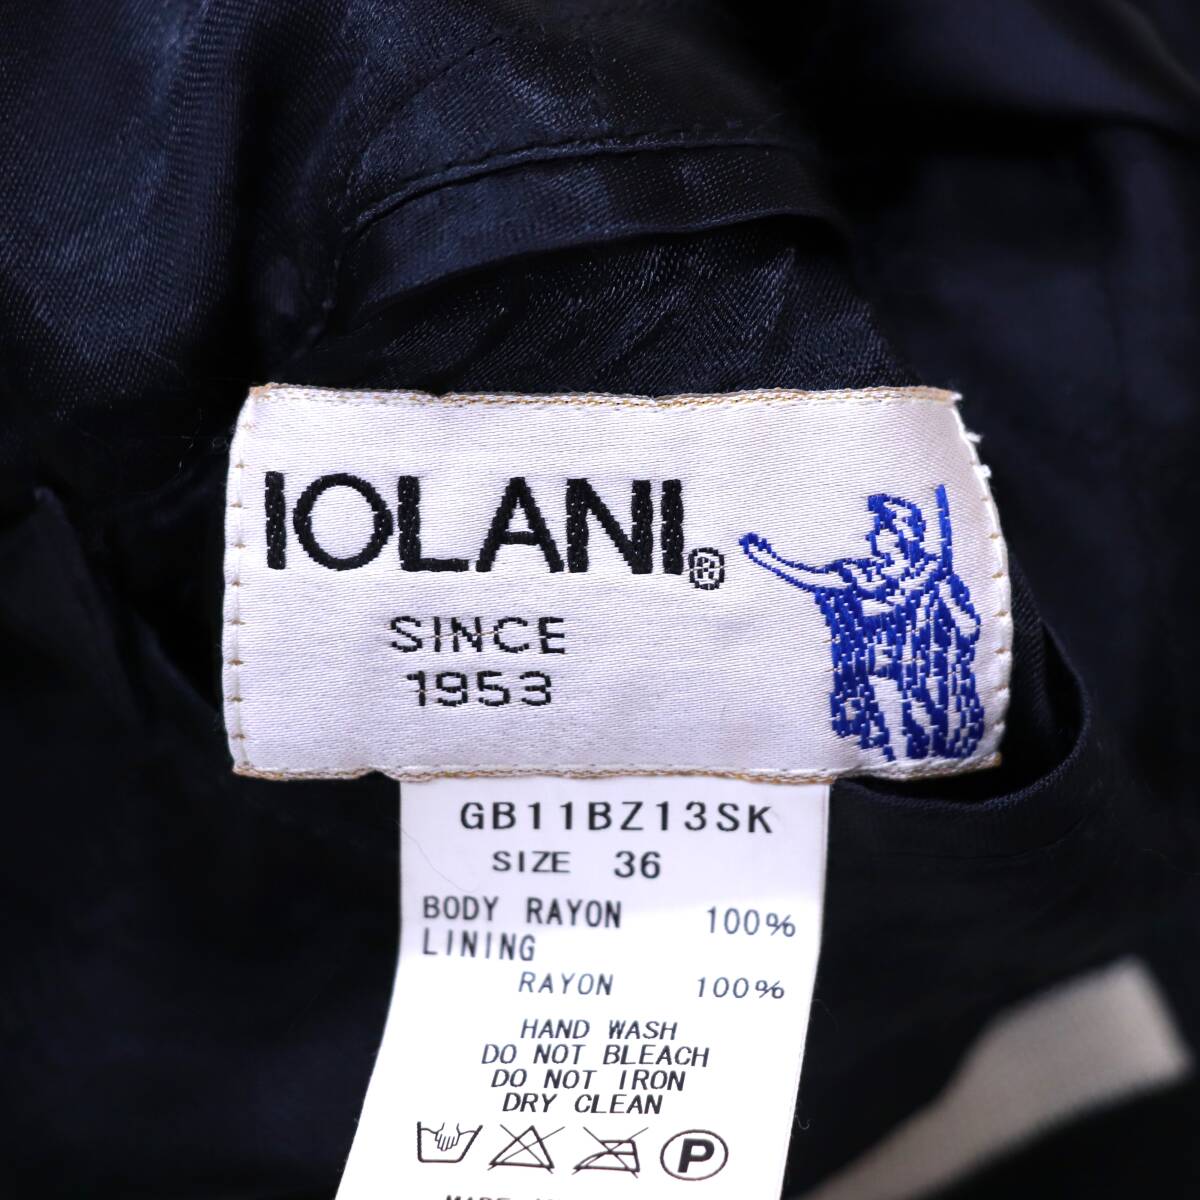 IOLANI®
SINCE
1953
GB11BZ13SK
SIZE 36
BODY RAYON 100%
LINING
RAYON 100%
HAND WASH
DO NOT BLEACH
DO NOT IRON
DRY CLEAN
P
MADE